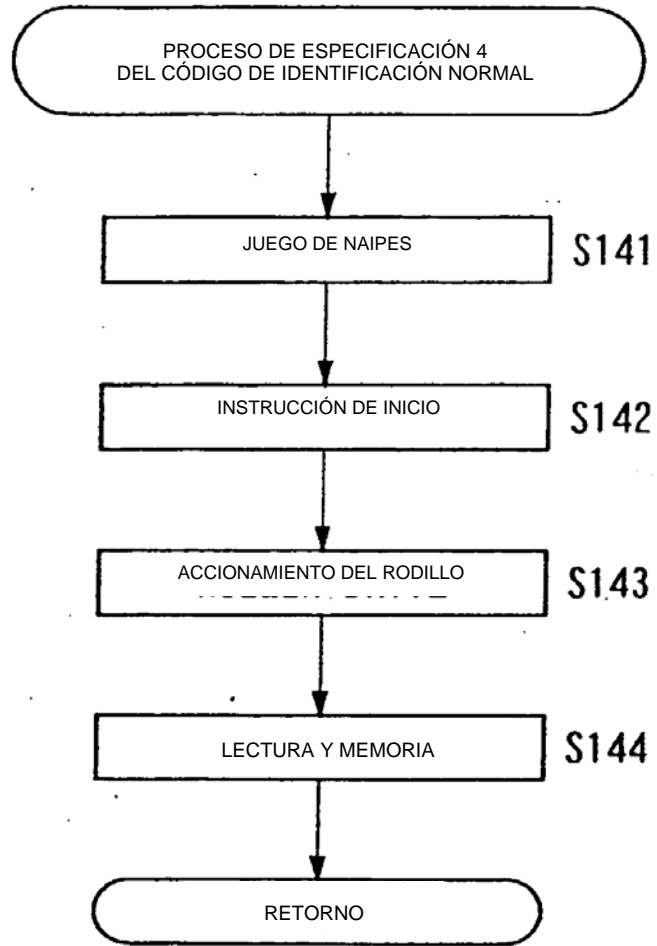 PROCESO DE ESPECIFICACIÓN 4
DEL CÓDIGO DE IDENTIFICACIÓN NORMAL
JUEGO DE NAIPES
S141
INSTRUCCIÓN DE INICIO
S142
ACCIONAMIENTO DEL RODILLO
S143
LECTURA Y MEMORIA
S144
RETORNO